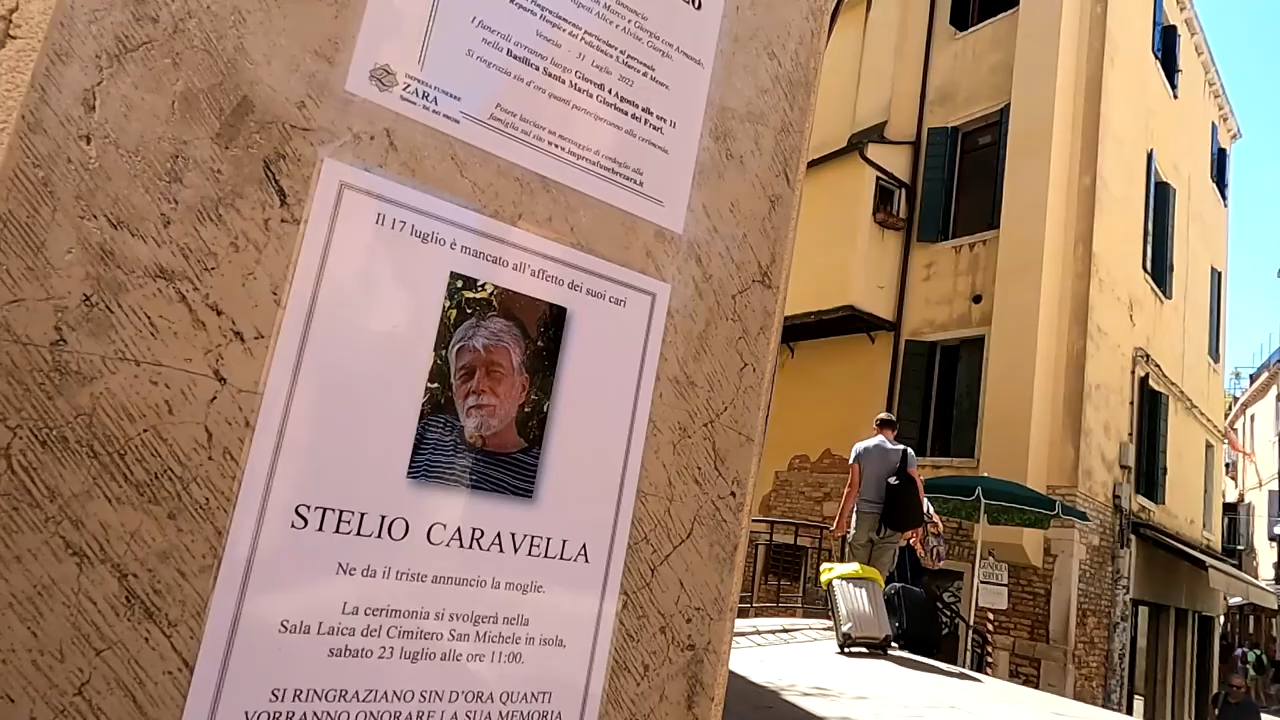 annuncio
con Marco e Giorgia con Armando,
nipoti Alice e Alvise, Giorgio.
ringraziamento particolare al personale
Reparto Hospice del Policlinico S.Marco di Mestre.
Venezia - 31 Luglio 2022
I funerali avranno luogo Giovedì 4 Agosto alle ore 11
nella Basilica Santa Maria Gloriosa dei Frari.
Si ringrazia sin d'ora quanti parteciperanno alla cerimonia.
Potete lasciare un messaggio di cordoglio alla
famiglia sul sito www.impresafunebrezara.it
IMPRESA FUNEBRE
ZARA
Il 17 luglio è mancato all'affetto dei suoi cari
STELIO CARAVELLA
Ne da il triste annuncio la moglie.
La cerimonia si svolgerà nella
Sala Laica del Cimitero San Michele in isola,
sabato 23 luglio alle ore 11:00.
SI RINGRAZIANO SIN D'ORA QUANTI
VORRANNO ONORARE LA SUA MEMORIA
GONDOLA
SERVICE